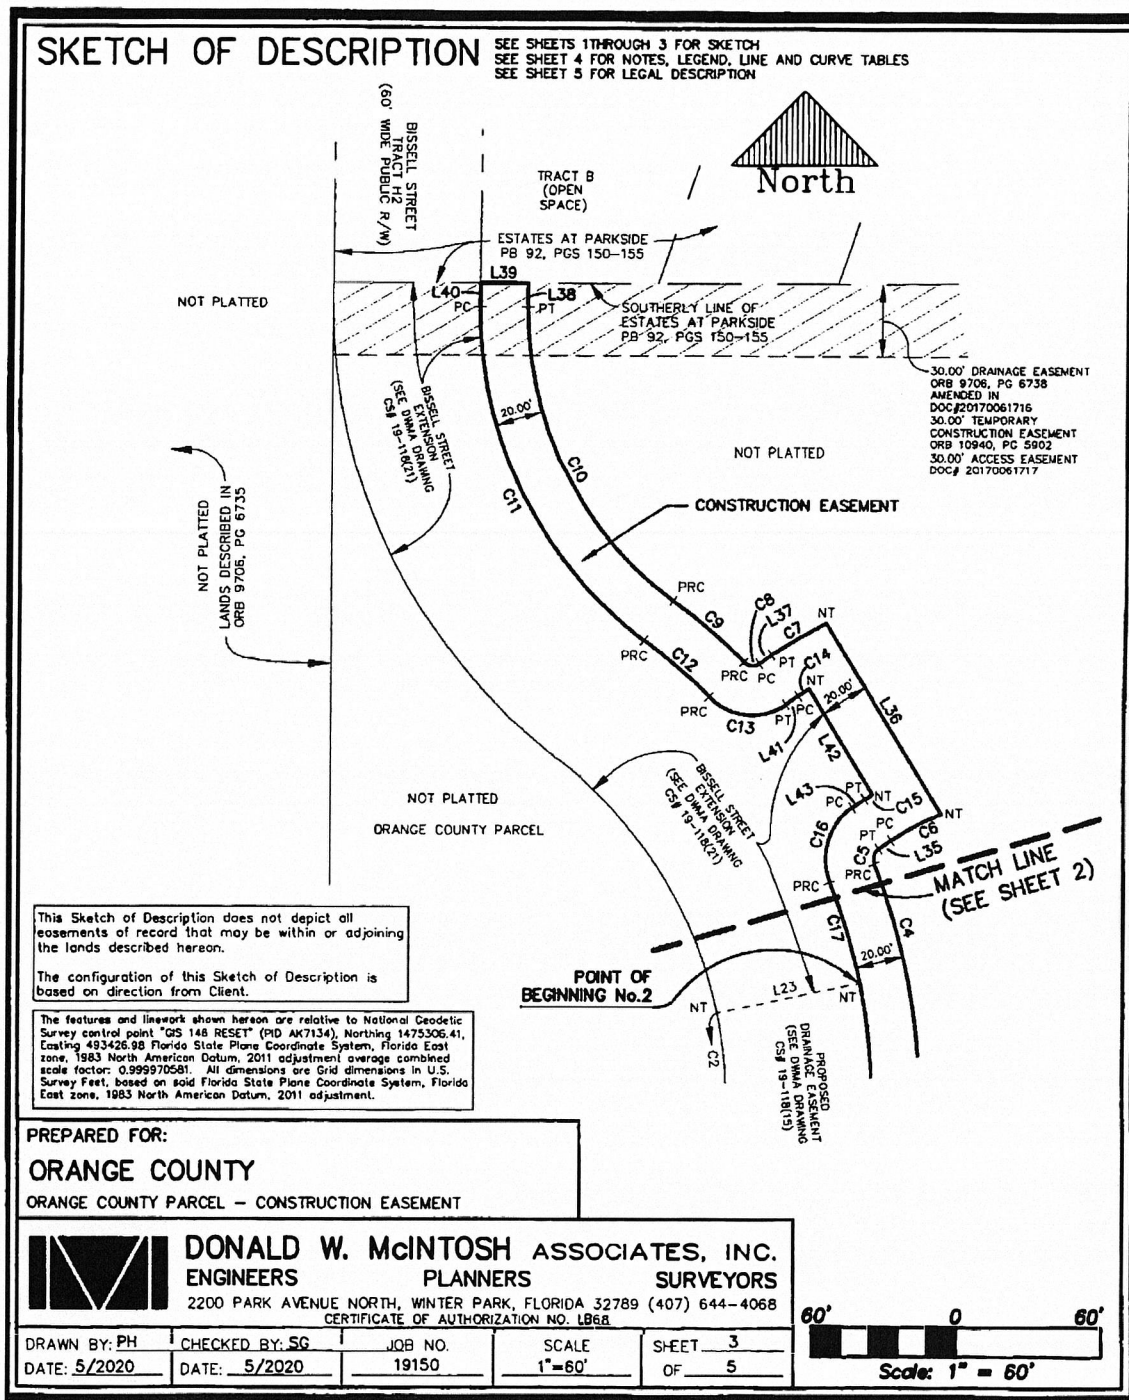 SKETCH OF DESCRIPTION
SEE SHEETS 1THROUGH 3 FOR SKETCH
SEE SHEET 4 FOR NOTES, LEGEND, LINE AND CURVE TABLES
SEE SHEET 5 FOR LEGAL DESCRIPTION
BISSELL STREET
TRACT H2
(60' WIDE PUBLIC R/W)
TRACT B
(OPEN
SPACE)
North
ESTATES AT PARKSIDE
PB 92, PGS 150-155
L39
NOT PLATTED
L40
L38
PC
PT
SOUTHERLY LINE OF
ESTATES AT PARKSIDE
PB 92, PGS 150-155
30.00' DRAINAGE EASEMENT
ORB 9706, PG 6738
AMENDED IN
DOC#20170061716
30.00' TEMPORARY
CONSTRUCTION EASEMENT
ORB 10940, PG 5902
30.00' ACCESS EASEMENT
DOC# 20170061717
BISSELL STREET
EXTENSION
(SEE DWMA DRAWING
CS# 19-118(21)
20.00'
NOT PLATTED
C10
C11
CONSTRUCTION EASEMENT
NOT PLATTED
LANDS DESCRIBED IN
ORB 9706, PG 6735
PRC
C9
C8
L37
C7
NT
PRC
C12
PRC
PC
PT
C14
NT
20.00'
PRC
C13
PT
PC
L41
L42
L36
BISSELL STREET
EXTENSION
(SEE DWMA DRAWING
CS# 19-118(21)
NOT PLATTED
ORANGE COUNTY PARCEL
L43
PT
NT
PC
C15
C16
PC
C6
NT
PT
C5
L35
PRC
PRC
MATCH LINE
(SEE SHEET 2)
C17
C4
20.00'
POINT OF
BEGINNING No.2
L23
NT
NT
C2
PROPOSED
DRAINAGE EASEMENT
(SEE DWMA DRAWING
CS# 19-118(15)
This Sketch of Description does not depict all
easements of record that may be within or adjoining
the lands described hereon.
The configuration of this Sketch of Description is
based on direction from Client.
The features and linework shown hereon are relative to National Geodetic
Survey control point "GIS 148 RESET" (PID AK7134), Northing 1475306.41,
Easting 493426.98 Florida State Plane Coordinate System, Florida East
zone, 1983 North American Datum, 2011 adjustment average combined
scale factor: 0.999970581. All dimensions are Grid dimensions in U.S.
Survey Feet, based on said Florida State Plane Coordinate System, Florida
East zone, 1983 North American Datum, 2011 adjustment.
PREPARED FOR:
ORANGE COUNTY
ORANGE COUNTY PARCEL – CONSTRUCTION EASEMENT
DONALD W. McINTOSH ASSOCIATES, INC.
ENGINEERS PLANNERS SURVEYORS
2200 PARK AVENUE NORTH, WINTER PARK, FLORIDA 32789 (407) 644-4068
CERTIFICATE OF AUTHORIZATION NO. LB68
DRAWN BY: PH
DATE: 5/2020
CHECKED BY: SG
DATE: 5/2020
JOB NO.
19150
SCALE
1"=60'
SHEET 3
OF 5
60' 0 60'
Scale: 1" = 60'